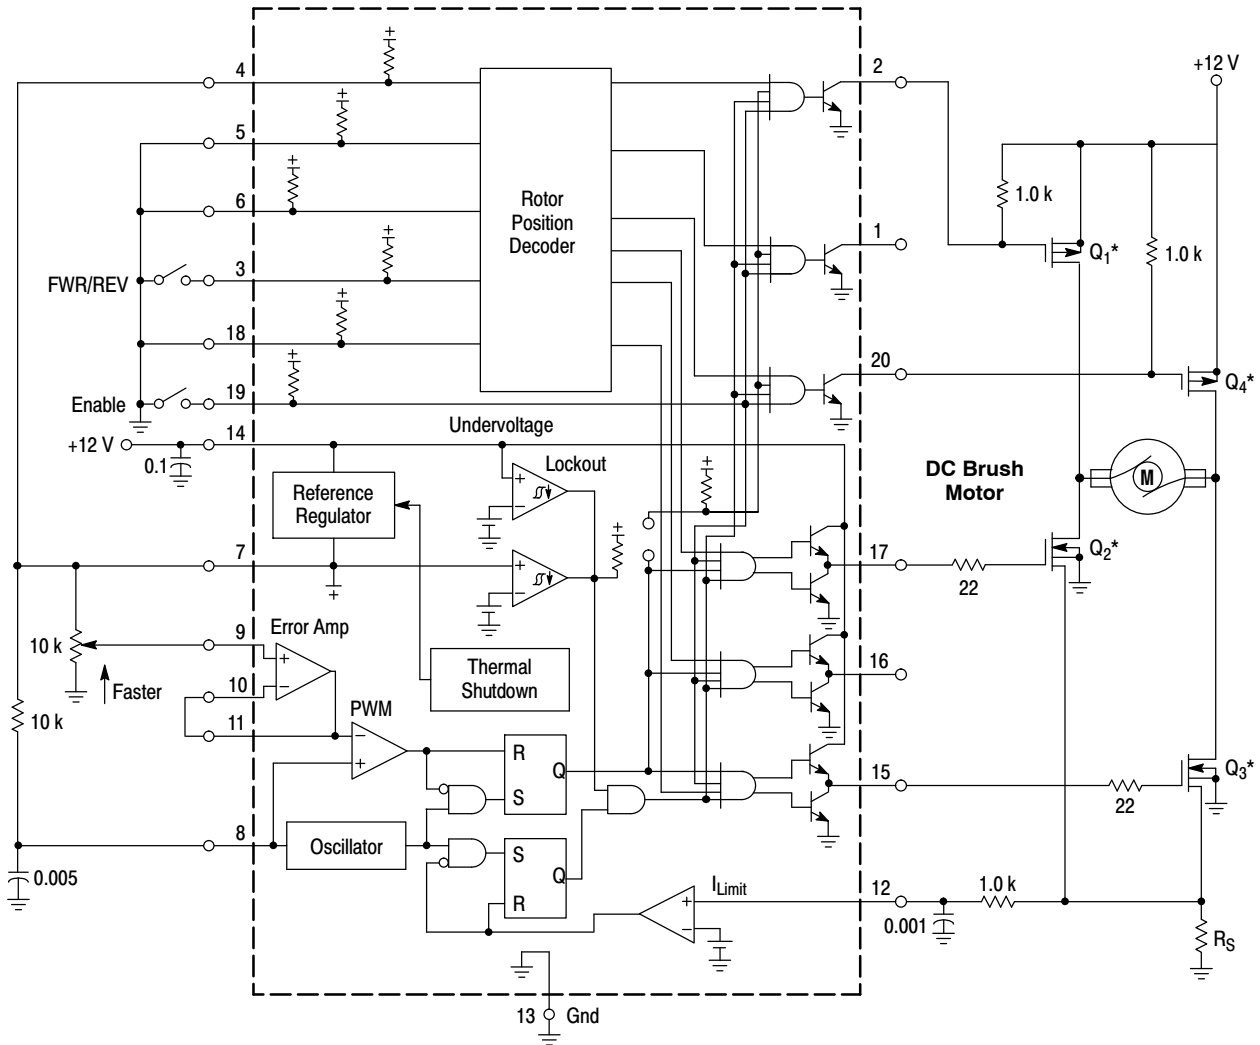 4
2
+12 V
5
1.0 k
6
Rotor
Position
Decoder
1
Q1*
1.0 k
FWR/REV
3
18
20
Q4*
Enable
19
+12 V
14
Undervoltage
0.1
Lockout
DC Brush
Motor
M
Reference
Regulator
17
22
Q2*
7
9
Error Amp
10 k
Thermal
Shutdown
16
10
Faster
10 k
11
PWM
R
Q
S
15
22
Q3*
8
Oscillator
S
Q
R
0.005
ILimit
12
1.0 k
0.001
RS
13
Gnd